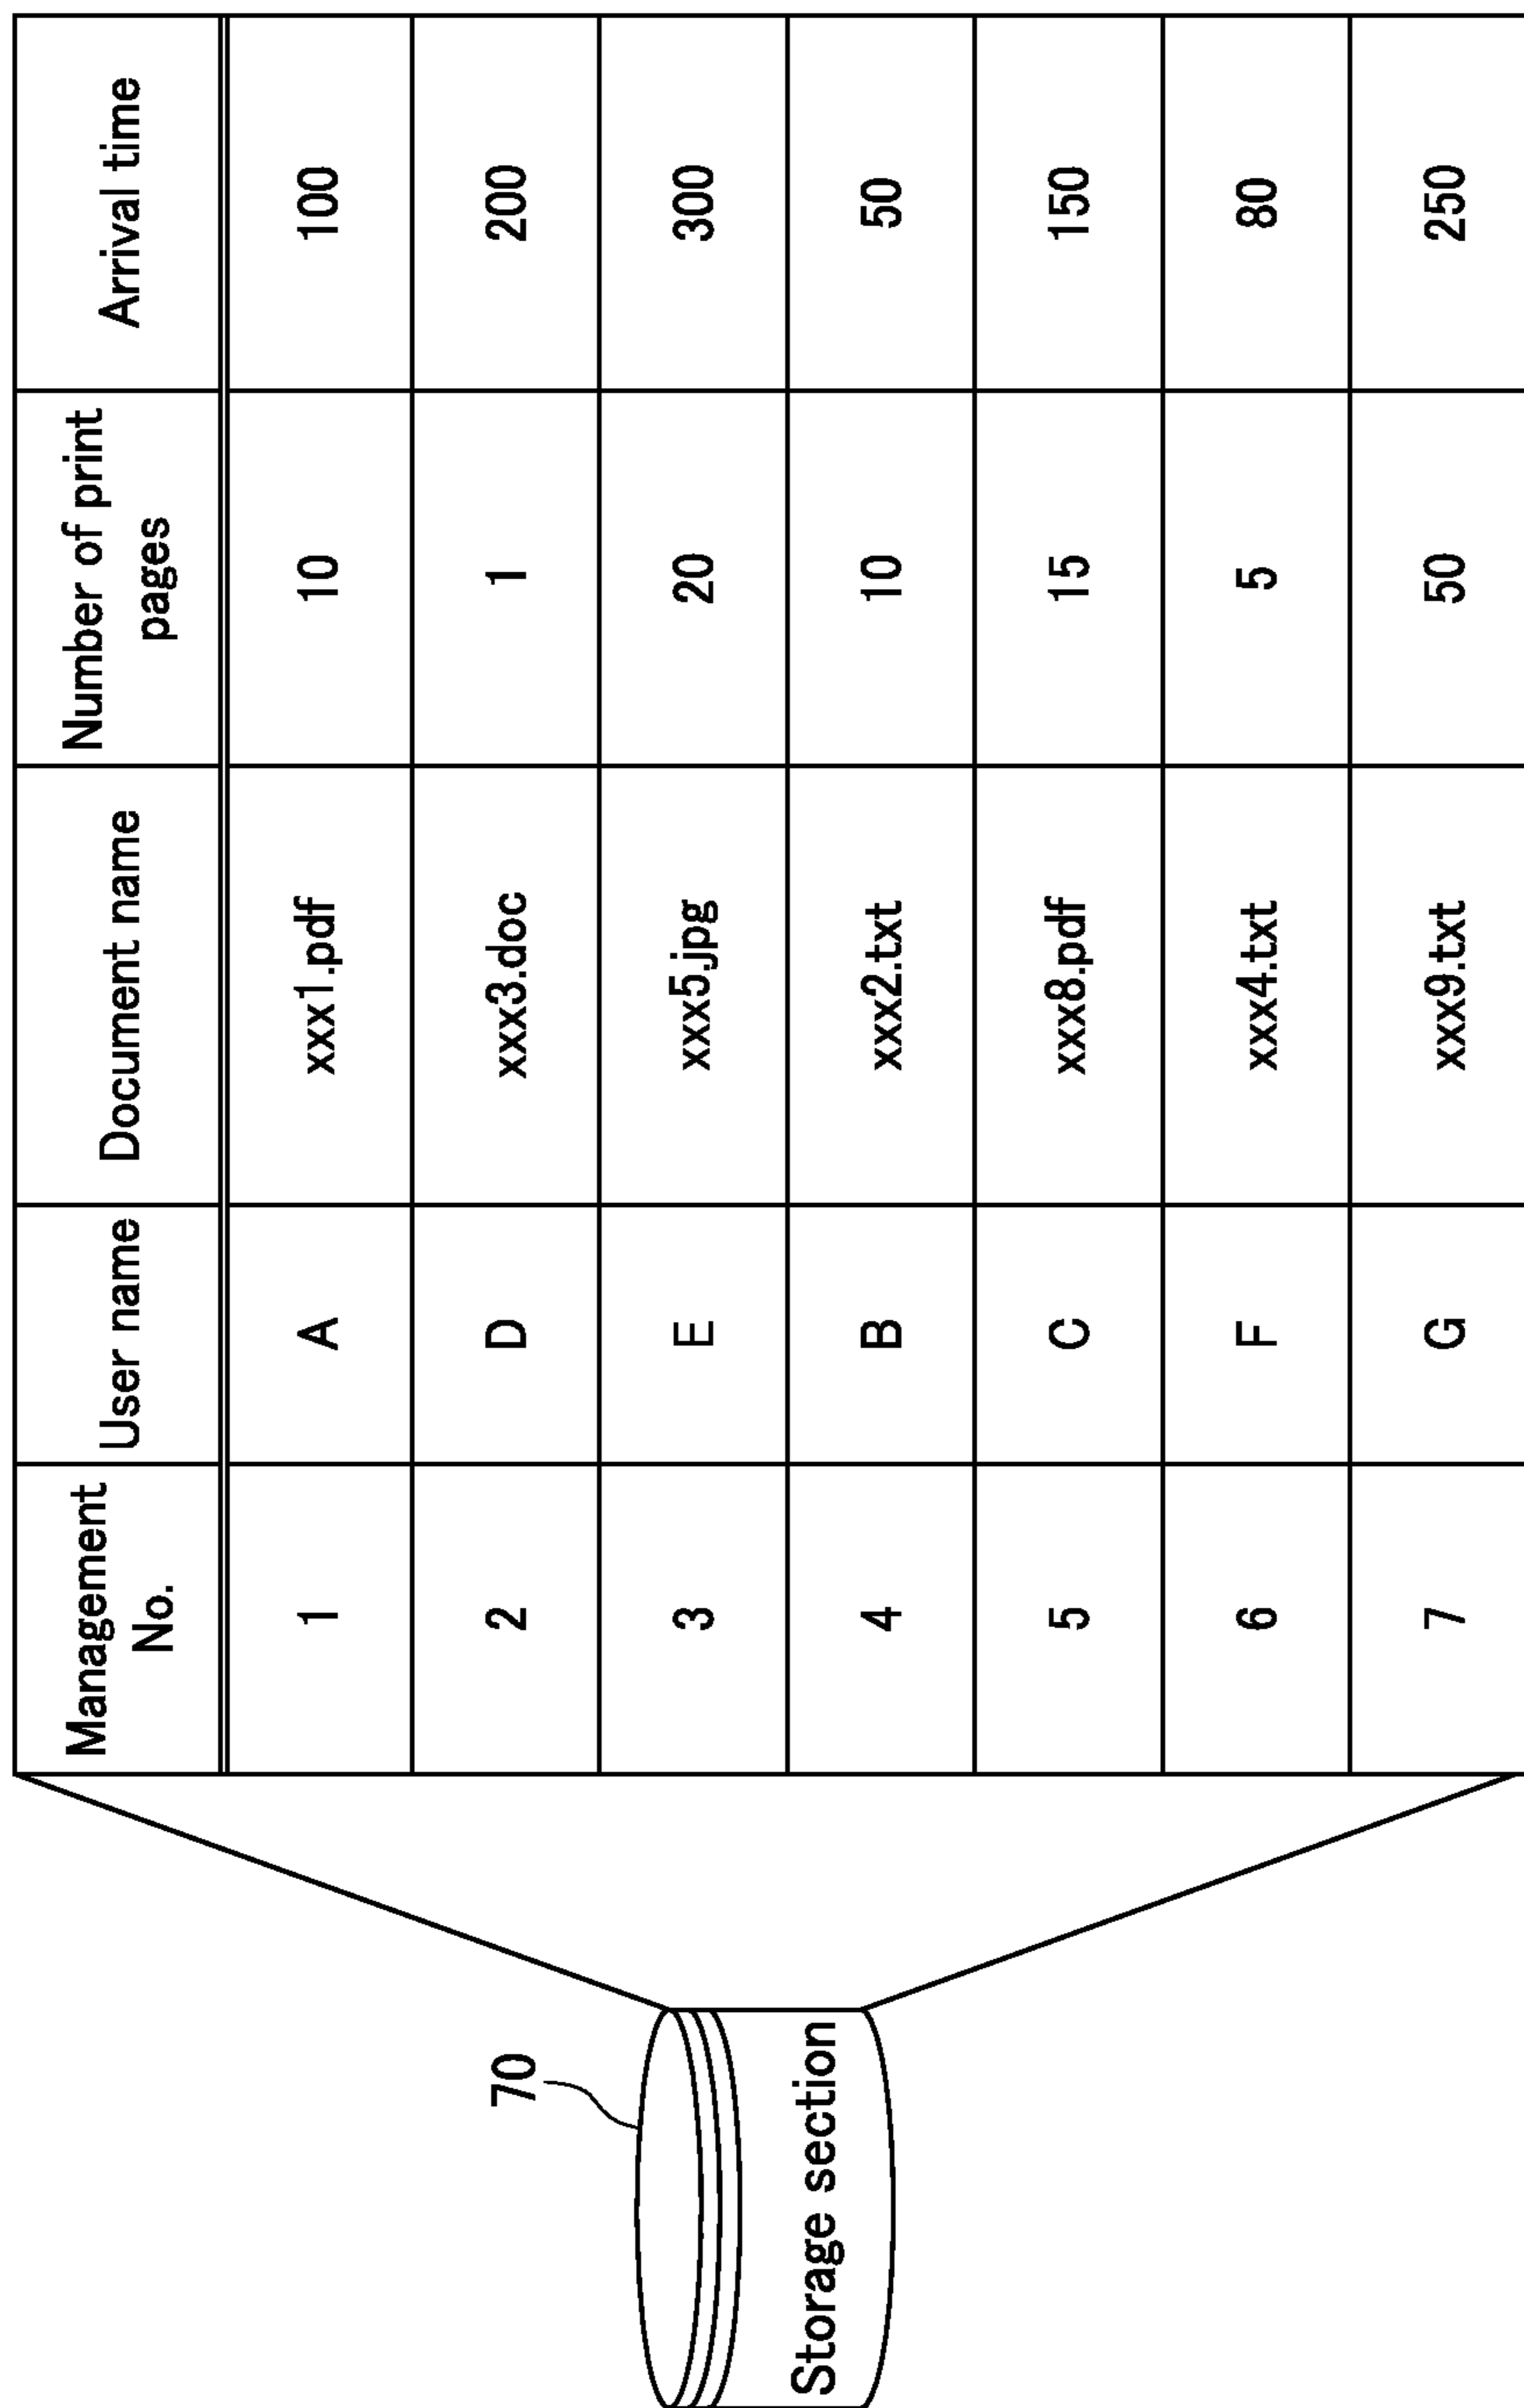 70
Storage section
Management
No.
User name
Document name
Number of print
pages
Arrival time
1 A xxx1.pdf 10 100
2 D xxx3.doc 1 200
3 E xxx5.jpg 20 300
4 B xxx2.txt 10 50
5 C xxx8.pdf 15 150
6 F xxx4.txt 5 80
7 G xxx9.txt 50 250